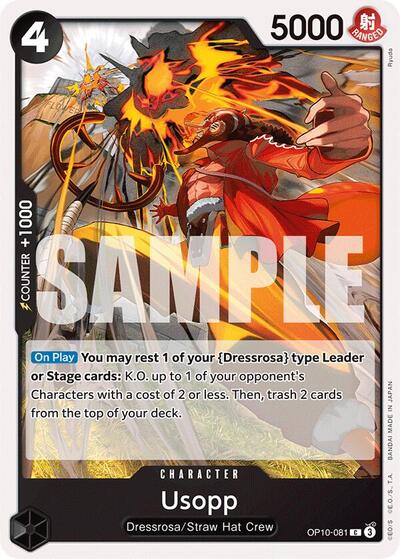 4
5000
射
RANGED
Ryuda
COUNTER +1000
SAMPLE
On Play You may rest 1 of your {Dressrosa} type Leader
or Stage cards: K.O. up to 1 of your opponent's
Characters with a cost of 2 or less. Then, trash 2 cards
from the top of your deck.
CHARACTER
Usopp
Dressrosa/Straw Hat Crew
OP10-081 C 3
©E.O./S. ©E.O./S., T.A. BANDAI MADE IN JAPAN